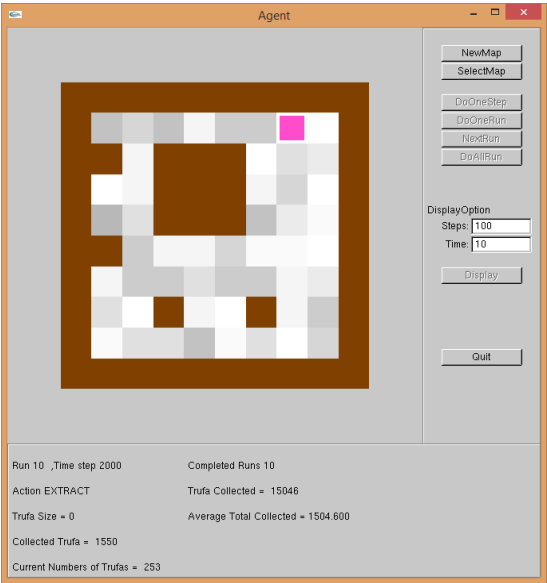 Agent
NewMap
SelectMap
DoOneStep
DoOneRun
NextRun
DoAllRun
DisplayOption
Steps: 100
Time: 10
Display
Quit
Run 10 ,Time step 2000 Completed Runs 10
Action EXTRACT Trufa Collected = 15046
Trufa Size = 0 Average Total Collected = 1504.600
Collected Trufa = 1550
Current Numbers of Trufas = 253